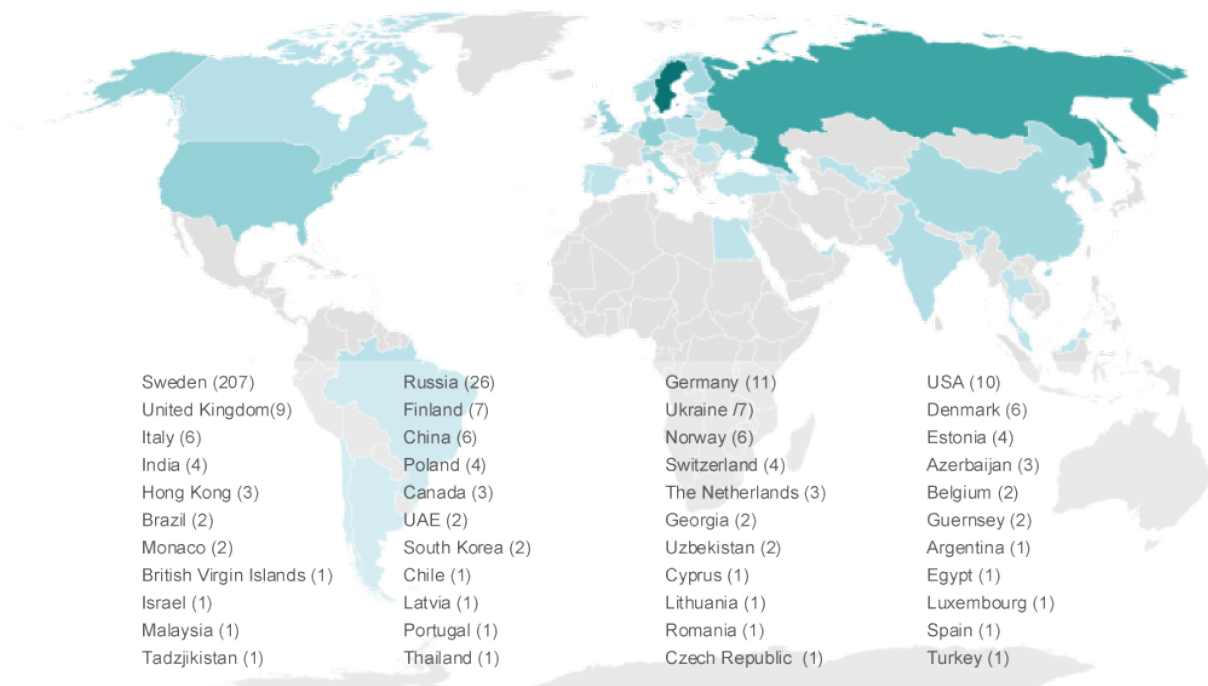 Sweden (207) Russia (26) Germany (11) USA (10)
United Kingdom(9) Finland (7) Ukraine /7) Denmark (6)
Italy (6) China (6) Norway (6) Estonia (4)
India (4) Poland (4) Switzerland (4) Azerbaijan (3)
Hong Kong (3) Canada (3) The Netherlands (3) Belgium (2)
Brazil (2) UAE (2) Georgia (2) Guernsey (2)
Monaco (2) South Korea (2) Uzbekistan (2) Argentina (1)
British Virgin Islands (1) Chile (1) Cyprus (1) Egypt (1)
Israel (1) Latvia (1) Lithuania (1) Luxembourg (1)
Malaysia (1) Portugal (1) Romania (1) Spain (1)
Tadzjikistan (1) Thailand (1) Czech Republic (1) Turkey (1)